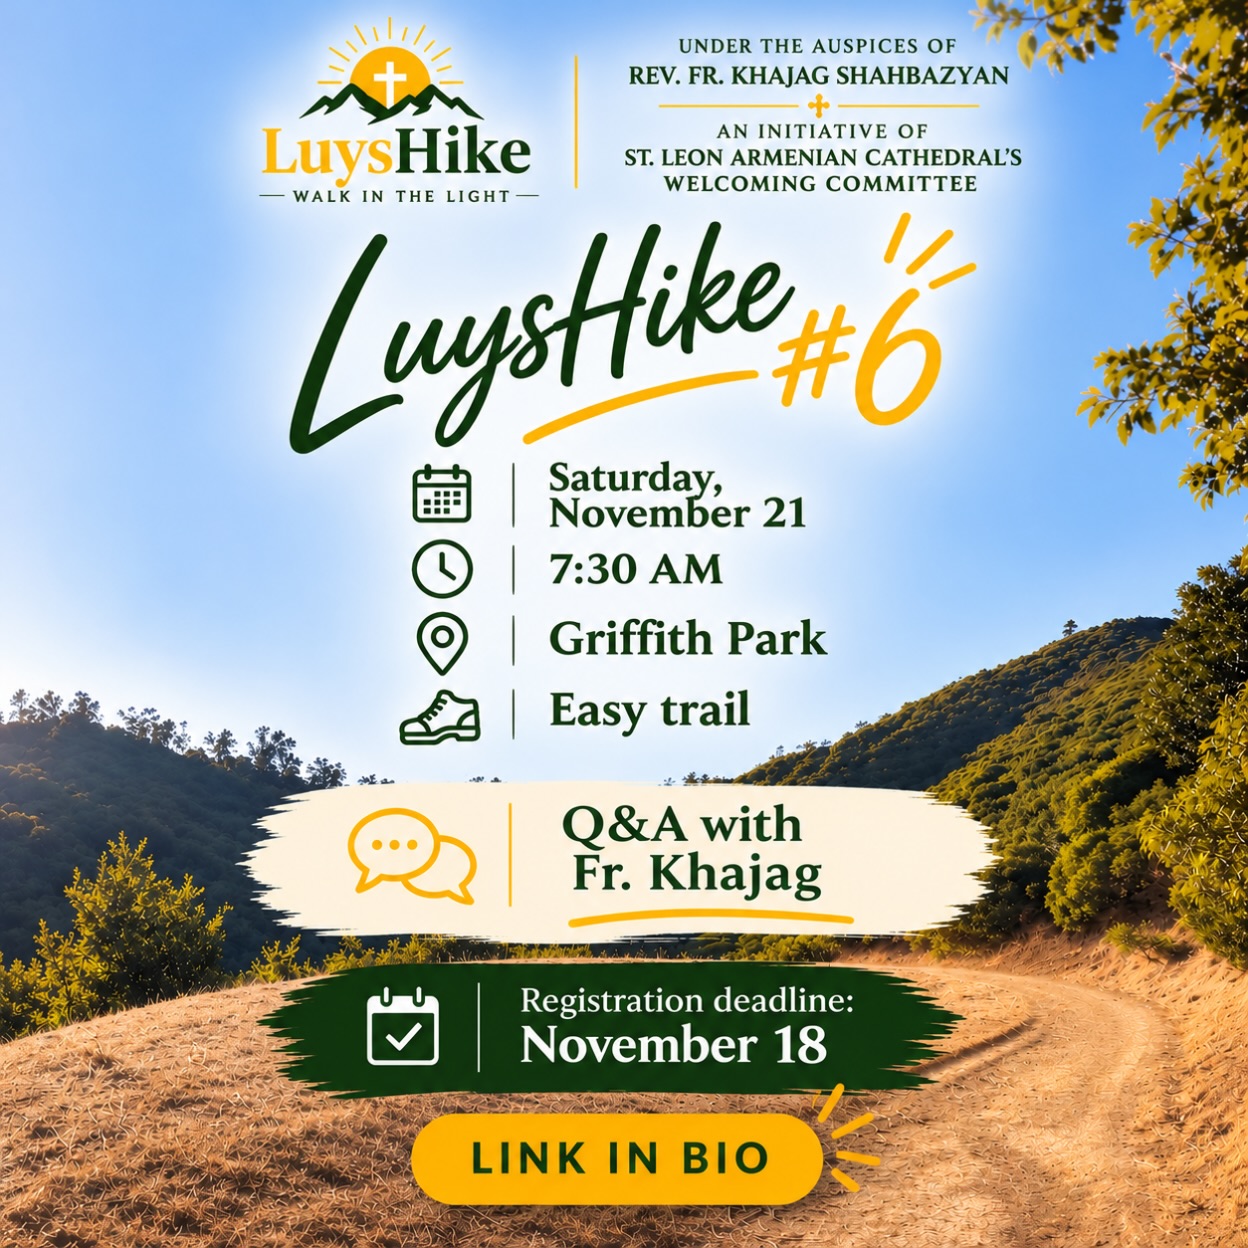 LuysHike
WALK IN THE LIGHT
UNDER THE AUSPICES OF
REV. FR. KHAJAG SHAHBAZYAN
AN INITIATIVE OF
ST. LEON ARMENIAN CATHEDRAL'S
WELCOMING COMMITTEE
LuysHike #6
Saturday,
November 21
7:30 AM
Griffith Park
Easy trail
Q&A with
Fr. Khajag
Registration deadline:
November 18
LINK IN BIO